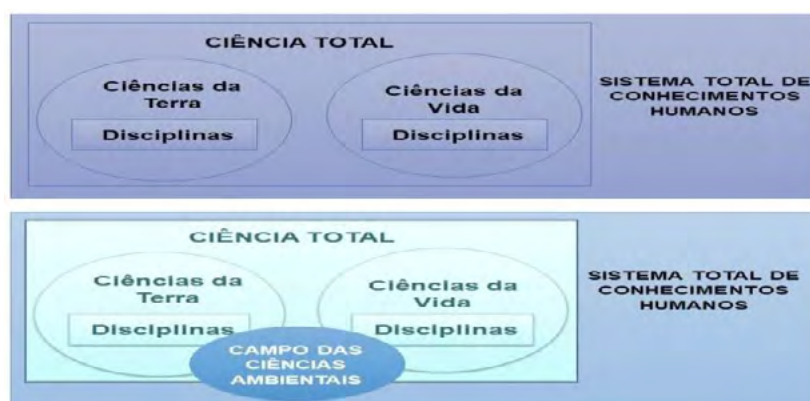 CIÊNCIA TOTAL
Ciências da
Terra
Disciplinas
Ciências da
Vida
Disciplinas
SISTEMA TOTAL DE
CONHECIMENTOS
HUMANOS
CIÊNCIA TOTAL
Ciências da
Terra
Disciplinas
Ciências da
Vida
Disciplinas
CAMPO DAS
CIÊNCIAS
AMBIENTAIS
SISTEMA TOTAL DE
CONHECIMENTOS
HUMANOS